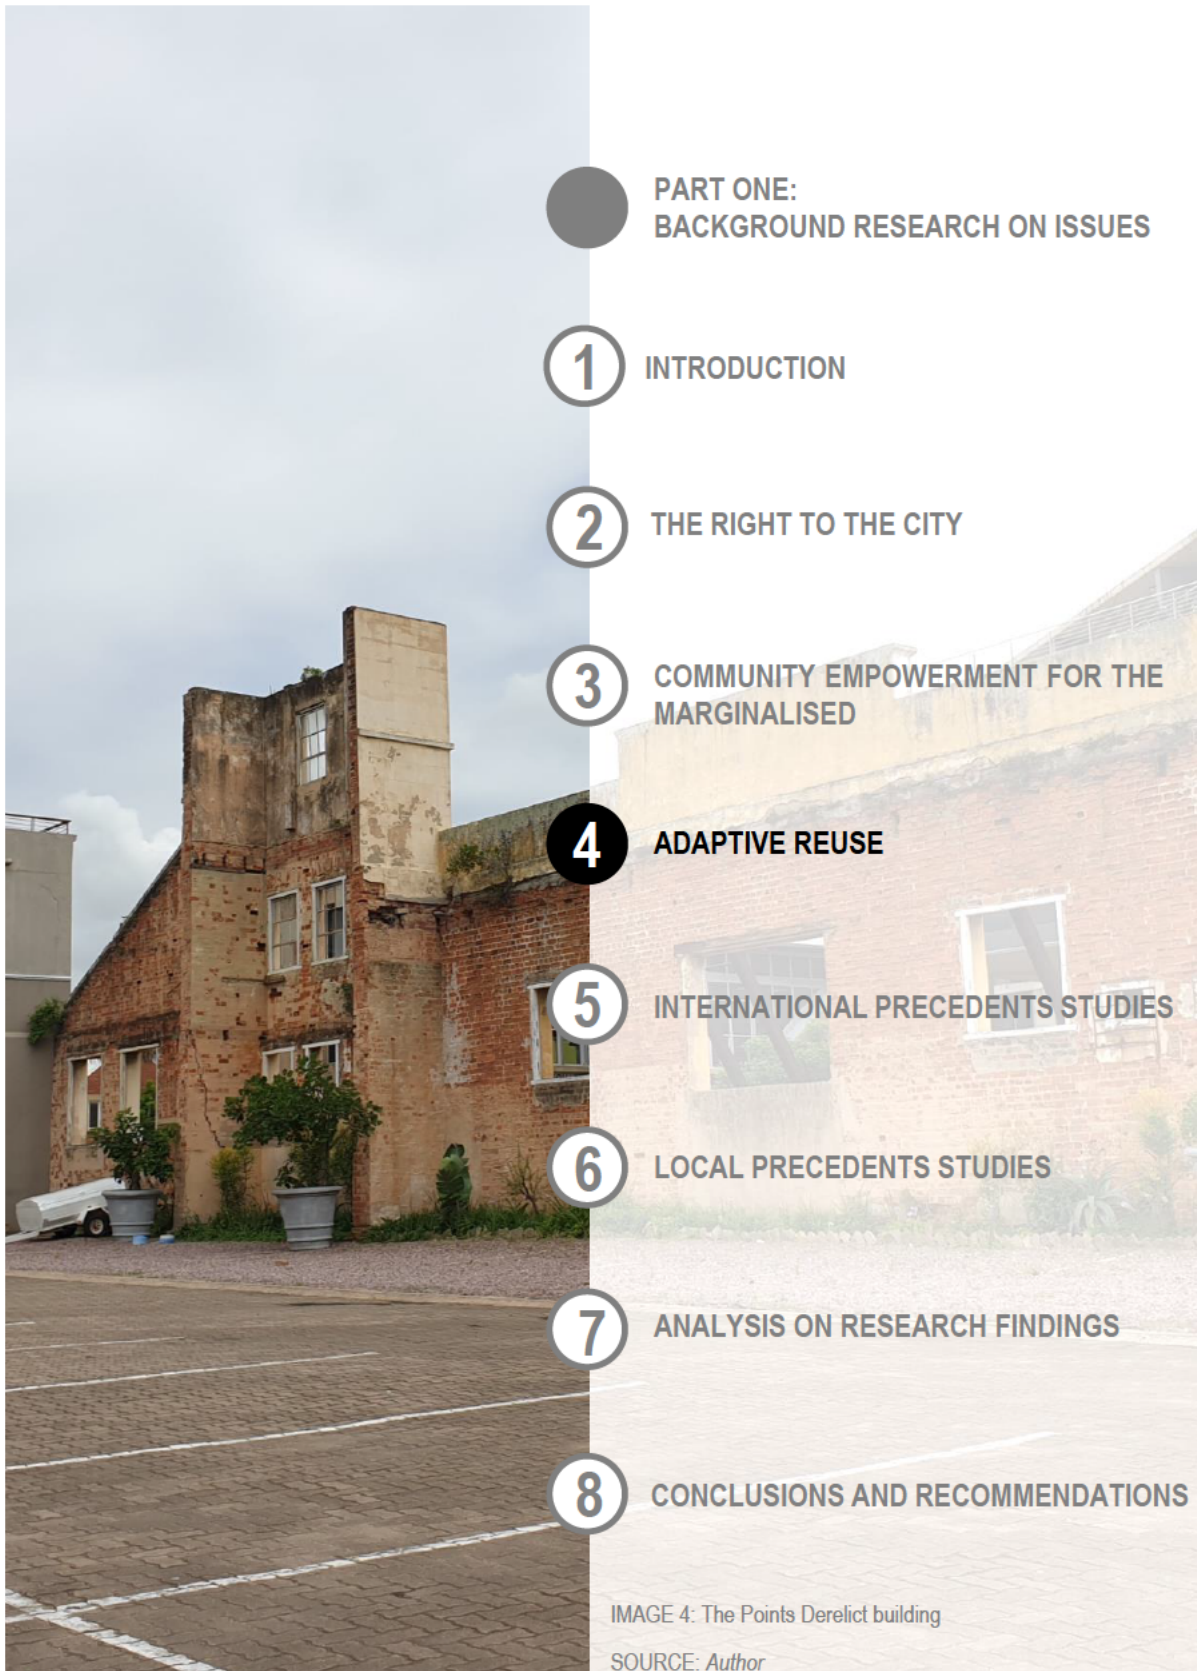 PART ONE:
BACKGROUND RESEARCH ON ISSUES
1 INTRODUCTION
2 THE RIGHT TO THE CITY
3 COMMUNITY EMPOWERMENT FOR THE
MARGINALISED
4 ADAPTIVE REUSE
5 INTERNATIONAL PRECEDENTS STUDIES
6 LOCAL PRECEDENTS STUDIES
7 ANALYSIS ON RESEARCH FINDINGS
8 CONCLUSIONS AND RECOMMENDATIONS
IMAGE 4: The Points Derelict building
SOURCE: Author